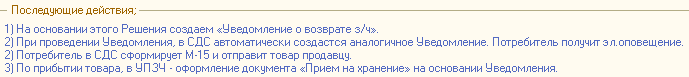 Последующие действия:
1) На основании этого Решения создаем «Уведомление о возврате з/ч».
2) При проведении Уведомления, в СДС автоматически создастся аналогичное Уведомление. Потребитель получит эл.оповещение.
2) Потребитель в СДС сформирует М-15 и отправит товар продавцу.
3) По прибытии товара, в УПЗЧ - оформление документа «Прием на хранение» на основании Уведомления.